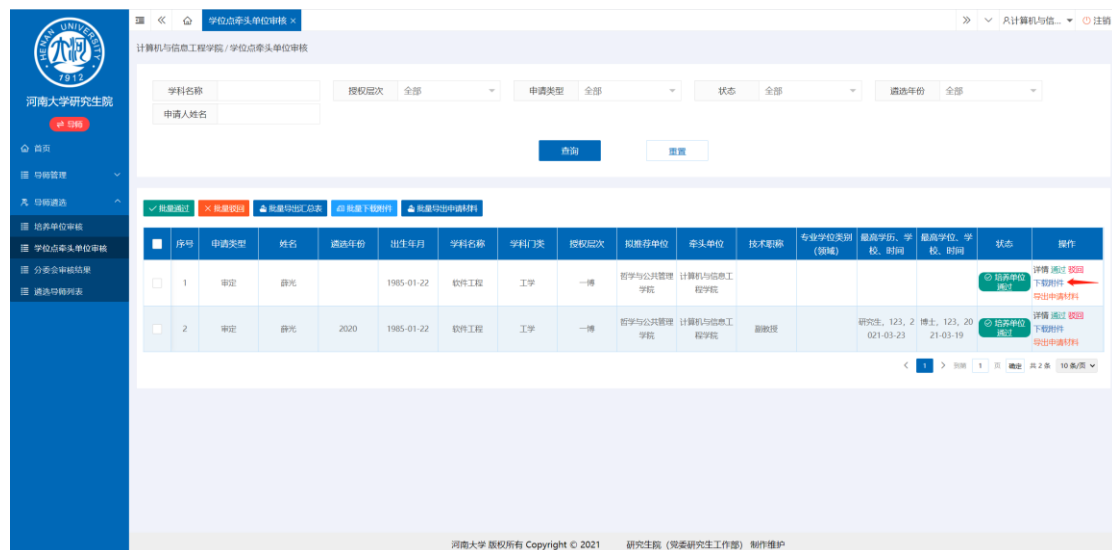 HENAN UNIVERSITY
1912
河南大学研究生院
导师
首页
导师管理
导师遴选
培养单位审核
学位点牵头单位审核
分委会审核结果
遴选导师列表
学位点牵头单位审核 ×
计算机与信... 注销
计算机与信息工程学院 / 学位点牵头单位审核
学科名称 授权层次 全部 申请类型 全部 状态 全部 遴选年份 全部
申请人姓名
查询 重置
批量通过 批量驳回 批量导出汇总表 批量下载附件 批量导出申请材料
序号 申请类型 姓名 遴选年份 出生年月 学科名称 学科门类 授权层次 拟推荐单位 牵头单位 技术职称 专业学位类别(领域) 最高学历、学校、时间 最高学位、学校、时间 状态 操作
1 审定 薛光 1985-01-22 软件工程 工学 一博 哲学与公共管理学院 计算机与信息工程学院 培养单位通过 详情 通过 驳回 下载附件 导出申请材料
2 审定 薛光 2020 1985-01-22 软件工程 工学 一博 哲学与公共管理学院 计算机与信息工程学院 副教授 研究生，123，2021-03-23 博士，123，2021-03-19 培养单位通过 详情 通过 驳回 下载附件 导出申请材料
1 到第 1 页 确定 共 2 条 10 条/页
河南大学 版权所有 Copyright © 2021 研究生院（党委研究生工作部） 制作维护